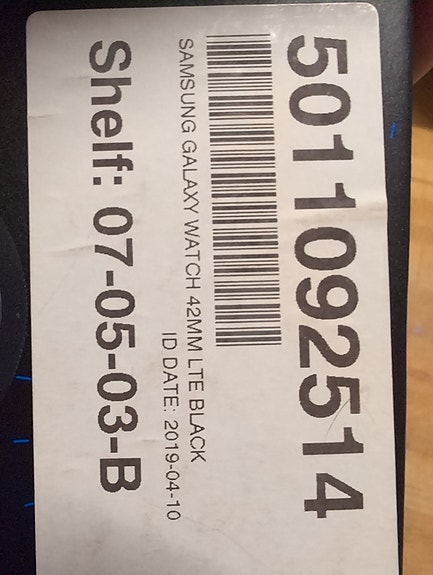 5011092514
SAMSUNG GALAXY WATCH 42MM LTE BLACK
ID DATE: 2019-04-10
Shelf: 07-05-03-B